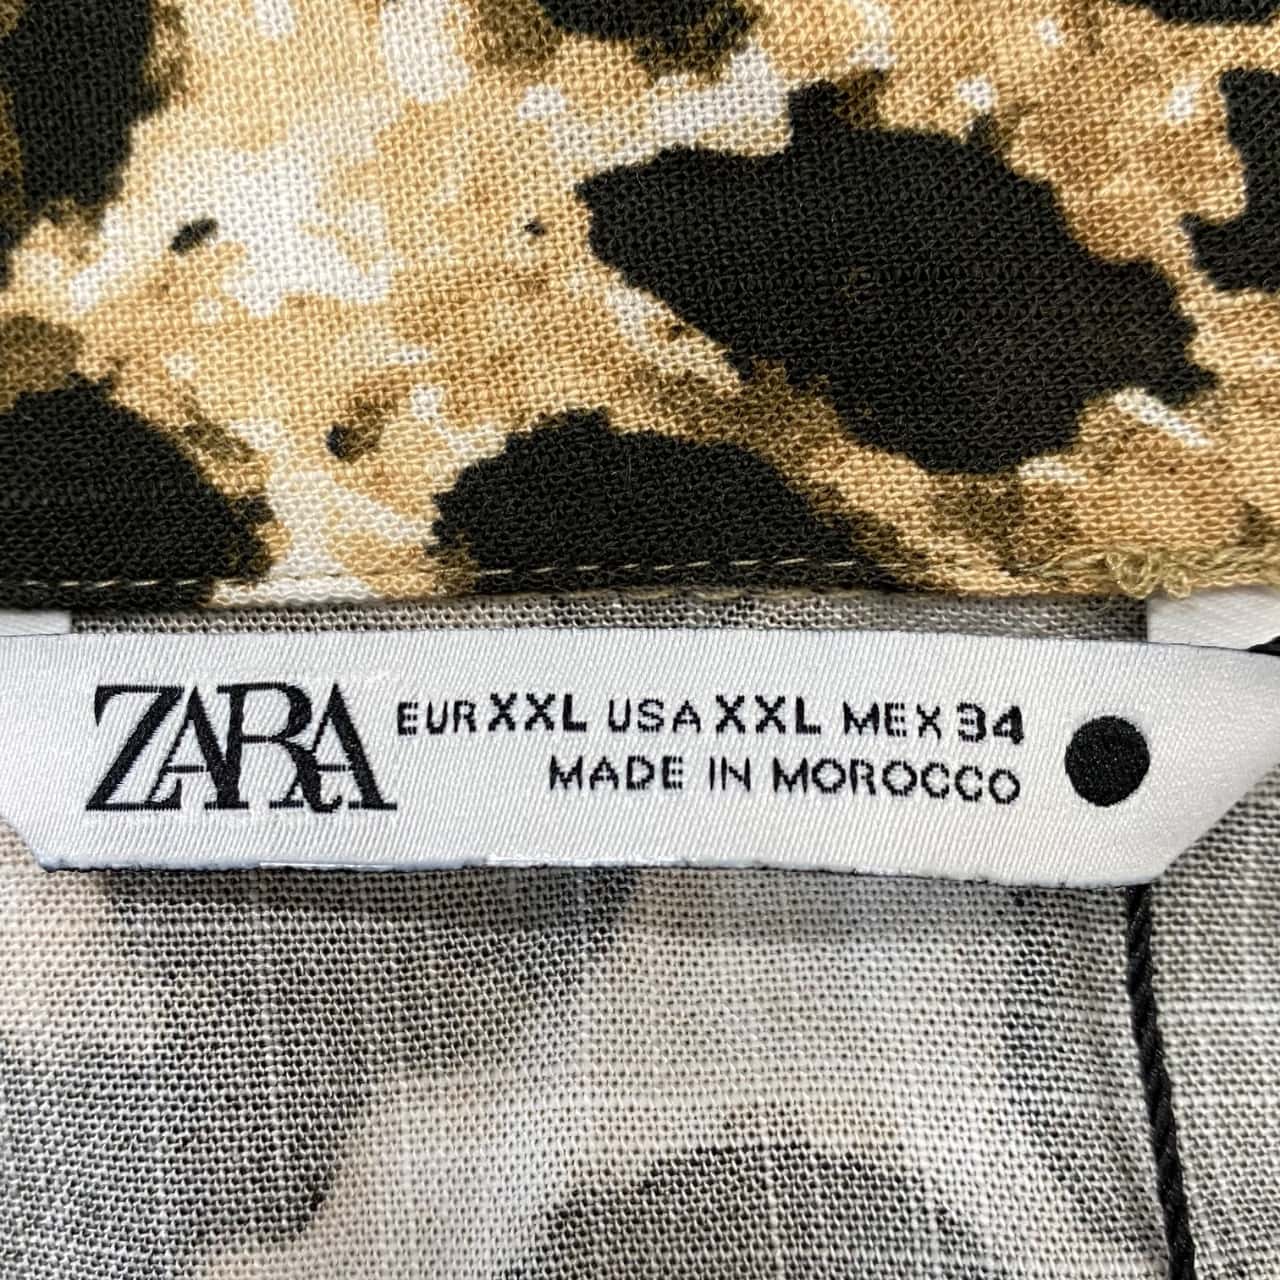 ZARA
EUR XXL USA XXL MEX 34
MADE IN MOROCCO